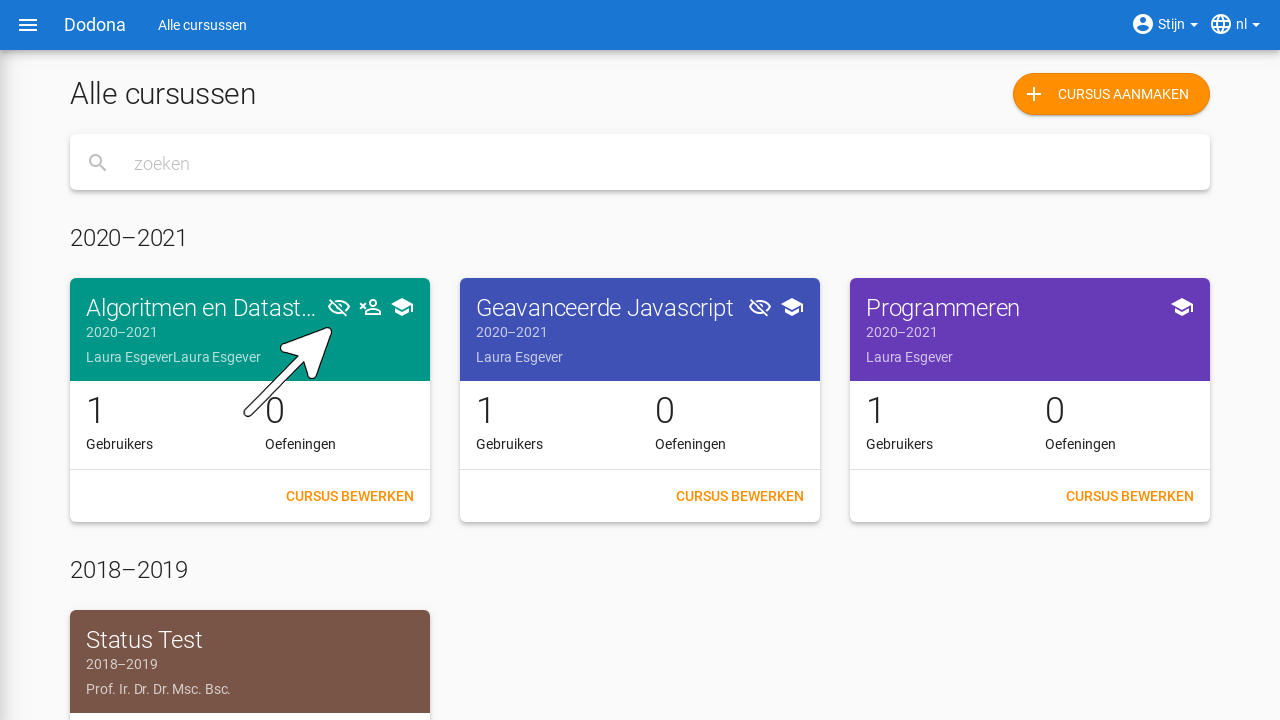 Dodona Alle cursussen Stijn nl
Alle cursussen
CURSUS AANMAKEN
zoeken
2020–2021
Algoritmen en Datast...
2020–2021
Laura EsgeverLaura Esgever
1 0
Gebruikers Oefeningen
CURSUS BEWERKEN
Geavanceerde Javascript
2020–2021
Laura Esgever
1 0
Gebruikers Oefeningen
CURSUS BEWERKEN
Programmeren
2020–2021
Laura Esgever
1 0
Gebruikers Oefeningen
CURSUS BEWERKEN
2018–2019
Status Test
2018–2019
Prof. Ir. Dr. Dr. Msc. Bsc.